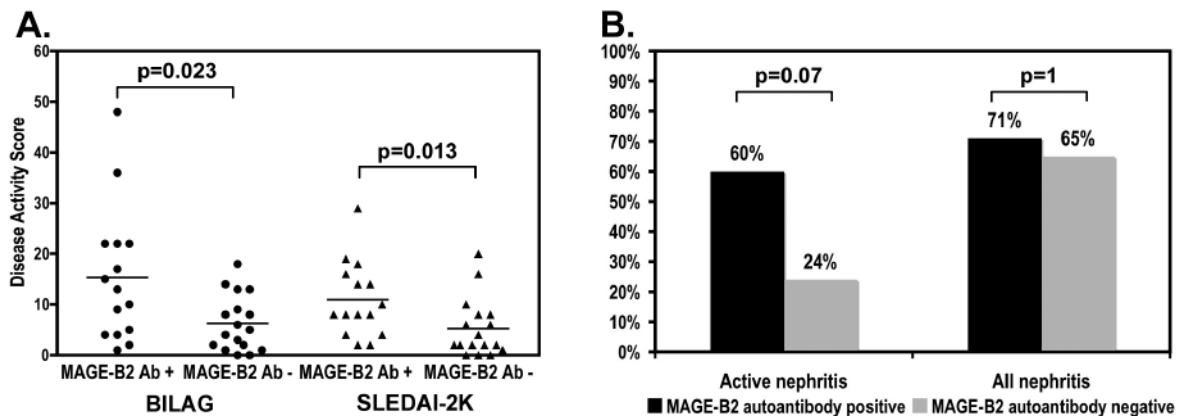 A.
60
50
40
30
20
10
0
Disease Activity Score
p=0.023
p=0.013
MAGE-B2 Ab + MAGE-B2 Ab - MAGE-B2 Ab + MAGE-B2 Ab -
BILAG SLEDAI-2K
B.
100%
90%
80%
70%
60%
50%
40%
30%
20%
10%
0%
p=0.07
p=1
60%
24%
71%
65%
Active nephritis All nephritis
MAGE-B2 autoantibody positive MAGE-B2 autoantibody negative